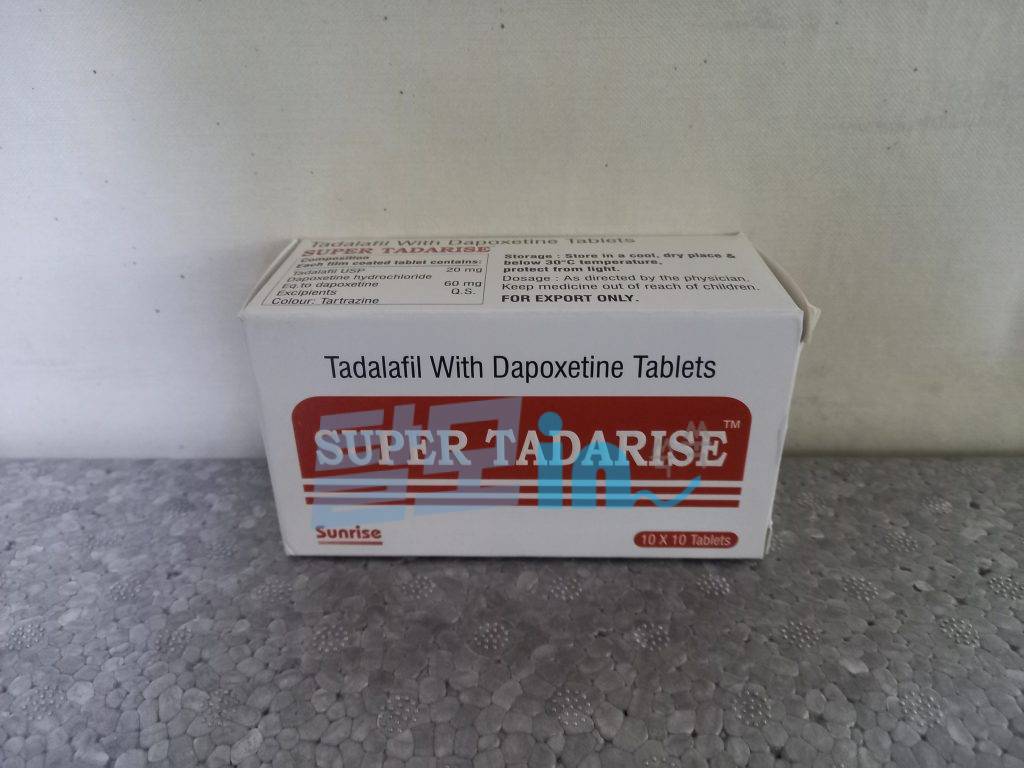 Tadalafil With Dapoxetine Tablets
SUPER TADARISE
Composition
Each film coated tablet contains:
Tadalafil USP 20 mg
Dapoxetine hydrochloride
Eq.to dapoxetine 60 mg
Excipients Q.S.
Colour: Tartrazine
Storage : Store in a cool, dry place &
below 30°C temperature,
protect from light.
Dosage : As directed by the physician.
Keep medicine out of reach of children.
FOR EXPORT ONLY.
Tadalafil With Dapoxetine Tablets
SUPER TADARISE TM
in
Sunrise
10 X 10 Tablets